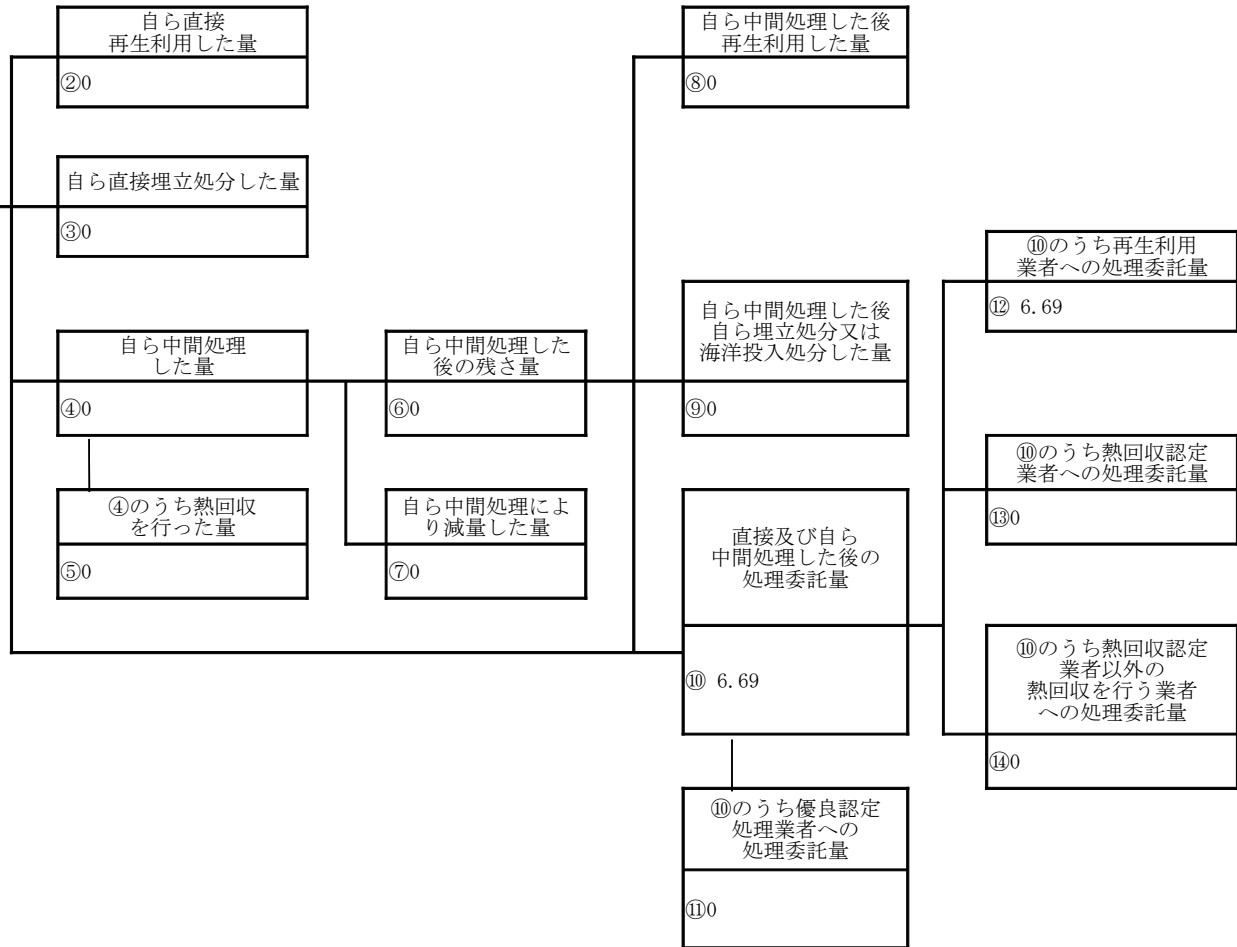 自ら直接
再生利用した量
②0
自ら直接埋立処分した量
③0
自ら中間処理
した量
④0
④のうち熱回収
を行った量
⑤0
自ら中間処理した
後の残さ量
⑥0
自ら中間処理によ
り減量した量
⑦0
自ら中間処理した後
再生利用した量
⑧0
自ら中間処理した後
自ら埋立処分又は
海洋投入処分した量
⑨0
直接及び自ら
中間処理した後の
処理委託量
⑩ 6.69
⑩のうち優良認定
処理業者への
処理委託量
⑪0
⑩のうち再生利用
業者への処理委託量
⑫ 6.69
⑩のうち熱回収認定
業者への処理委託量
⑬0
⑩のうち熱回収認定
業者以外の
熱回収を行う業者
への処理委託量
⑭0